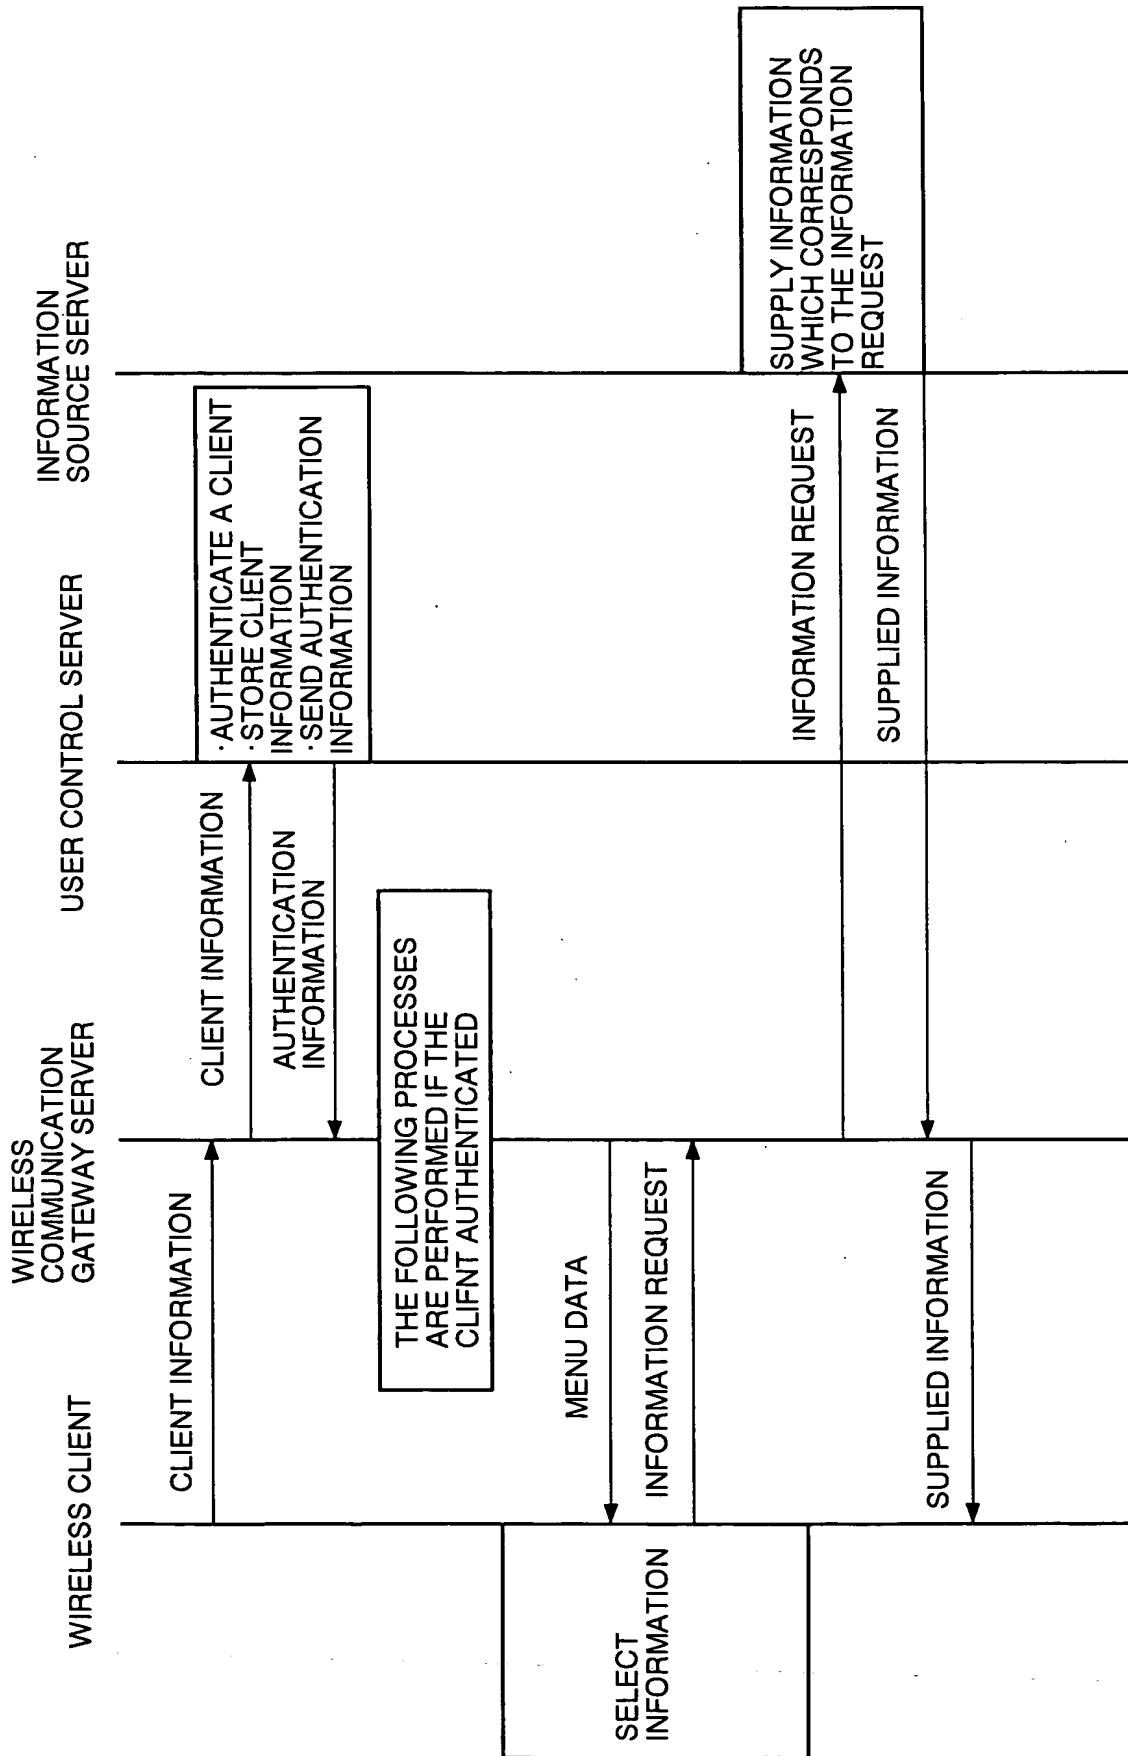 WIRELESS CLIENT
WIRELESS
COMMUNICATION
GATEWAY SERVER
USER CONTROL SERVER
INFORMATION
SOURCE SERVER
CLIENT INFORMATION
CLIENT INFORMATION
·AUTHENTICATE A CLIENT
·STORE CLIENT
INFORMATION
·SEND AUTHENTICATION
INFORMATION
AUTHENTICATION
INFORMATION
THE FOLLOWING PROCESSES
ARE PERFORMED IF THE
CLIFNT AUTHENTICATED
MENU DATA
SELECT
INFORMATION
INFORMATION REQUEST
INFORMATION REQUEST
SUPPLY INFORMATION
WHICH CORRESPONDS
TO THE INFORMATION
REQUEST
SUPPLIED INFORMATION
SUPPLIED INFORMATION